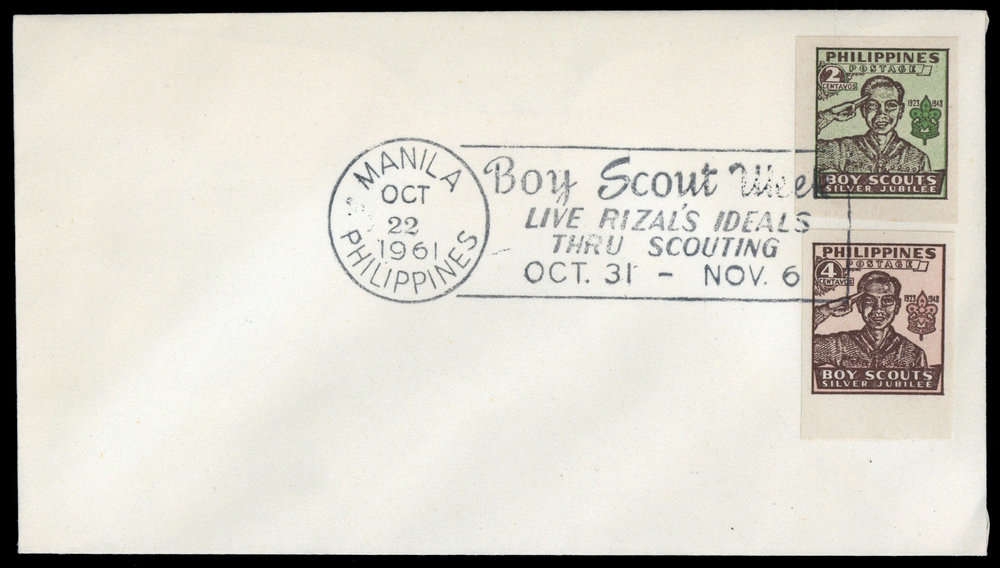 MANILA
OCT
22
1961
PHILIPPINES
Boy Scout Week
LIVE RIZAL'S IDEALS
THRU SCOUTING
OCT. 31 - NOV. 6
PHILIPPINES
POSTAGE
2
CENTAVOS
1923 1948
BOY SCOUTS
SILVER JUBILEE
PHILIPPINES
POSTAGE
4
CENTAVOS
1923 1948
BOY SCOUTS
SILVER JUBILEE